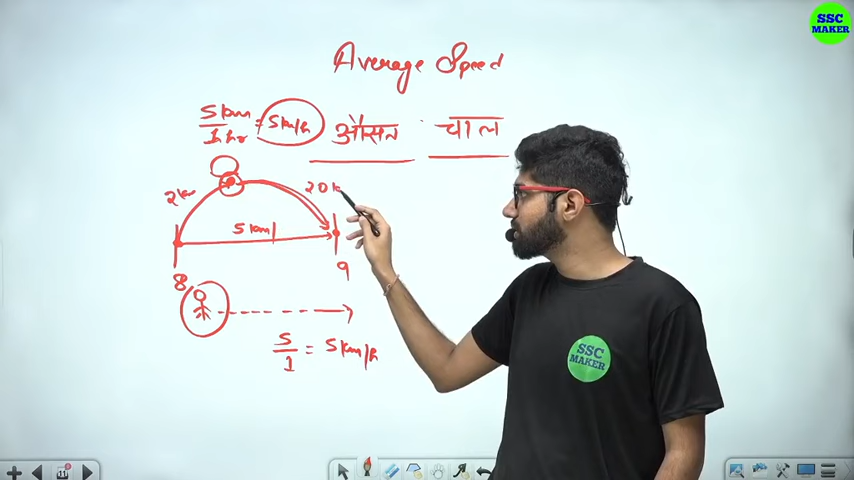 SSC
MAKER
Average Speed
5km
1hr
= 5km/h
औसत चाल
2km
20k
5km
8
9
5
1
= 5km/h
SSC
MAKER